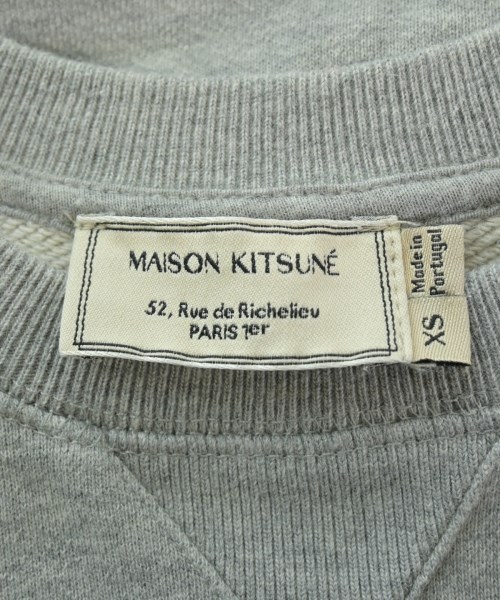 MAISON KITSUNÉ
52, Rue de Richelieu
PARIS 1er
Made in
Portugal
XS